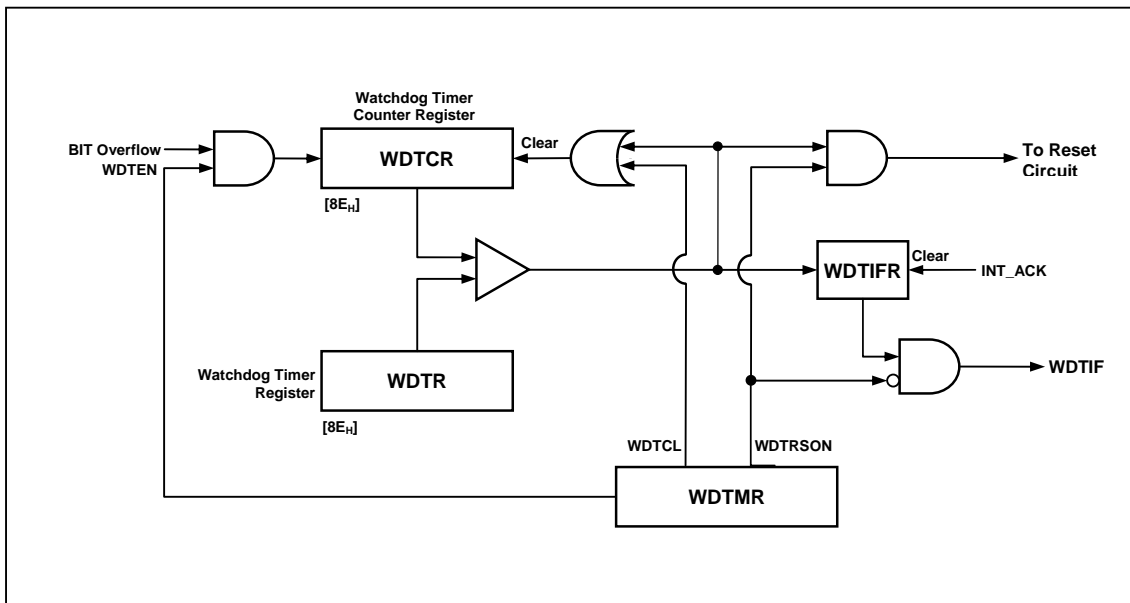 Watchdog Timer
Counter Register
BIT Overflow
WDTEN
WDTCR
Clear
To Reset
Circuit
[8EH]
WDTIFR
Clear
INT_ACK
Watchdog Timer
Register
WDTR
WDTIF
[8EH]
WDTCL
WDTRSON
WDTMR